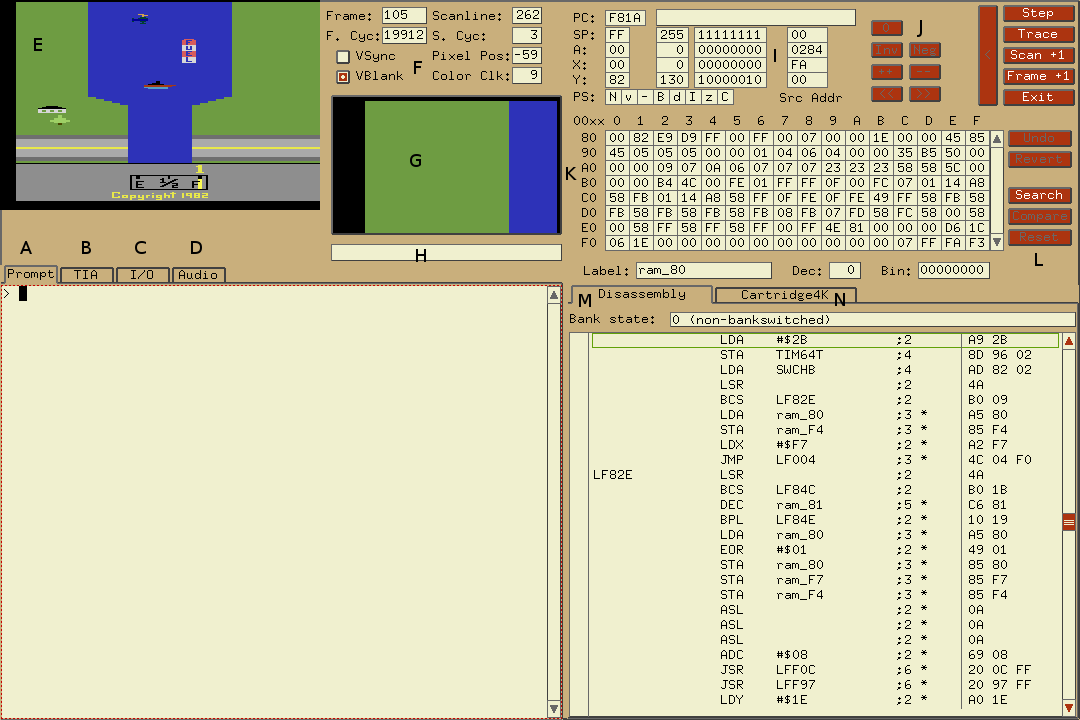 E
FUEL
1
E ½ F
Copyright 1982
Frame: 105 Scanline: 262
F. Cyc: 19912 S. Cyc: 3
VSync Pixel Pos: -59
VBlank F Color Clk: 9
G
H
PC: F81A
SP: FF 255 11111111 00
A: 00 0 00000000 0284
X: 00 0 00000000 FA
Y: 82 130 10000010 00
I
PS: N v - B d I z C Src Addr
J
0
Inv Neg
++ --
<< >>
<
Step
Trace
Scan +1
Frame +1
Exit
00xx 0 1 2 3 4 5 6 7 8 9 A B C D E F
80 00 82 E9 D9 FF 00 FF 00 07 00 00 1E 00 00 45 85
90 45 05 05 05 00 00 01 04 06 04 00 00 35 B5 50 00
A0 00 00 09 07 0A 06 07 07 07 23 23 23 58 58 5C 00
K
B0 00 00 B4 4C 00 FE 01 FF FF 0F 00 FC 07 01 14 A8
C0 58 FB 01 14 A8 58 FF 0F FE 0F FE 49 FF 58 FB 58
D0 FB 58 FB 58 FB 58 FB 08 FB 07 FD 58 FC 58 00 58
E0 00 58 FF 58 FF 58 00 00 FF 4E 81 00 00 00 D6 1C
F0 06 1E 00 00 00 00 00 00 00 00 00 00 07 FF FA F3
Undo
Revert
Search
Compare
Reset
L
Label: ram_80 Dec: 0 Bin: 00000000
A B C D
Prompt TIA I/O Audio
>
M Disassembly Cartridge4K N
Bank state: 0 (non-bankswitched)
LDA #$2B ;2 A9 2B
STA TIM64T ;4 8D 96 02
LDA SWCHB ;4 AD 82 02
LSR ;2 4A
BCS LF82E ;2 B0 09
LDA ram_80 ;3 * A5 80
STA ram_F4 ;3 * 85 F4
LDX #$F7 ;2 * A2 F7
JMP LF004 ;3 * 4C 04 F0
LF82E LSR ;2 4A
BCS LF84C ;2 B0 1B
DEC ram_81 ;5 * C6 81
BPL LF84E ;2 * 10 19
LDA ram_80 ;3 * A5 80
EOR #$01 ;2 * 49 01
STA ram_80 ;3 * 85 80
STA ram_F7 ;3 * 85 F7
STA ram_F4 ;3 * 85 F4
ASL ;2 * 0A
ASL ;2 * 0A
ASL ;2 * 0A
ADC #$08 ;2 * 69 08
JSR LFF0C ;6 * 20 0C FF
JSR LFF97 ;6 * 20 97 FF
LDY #$1E ;2 * A0 1E